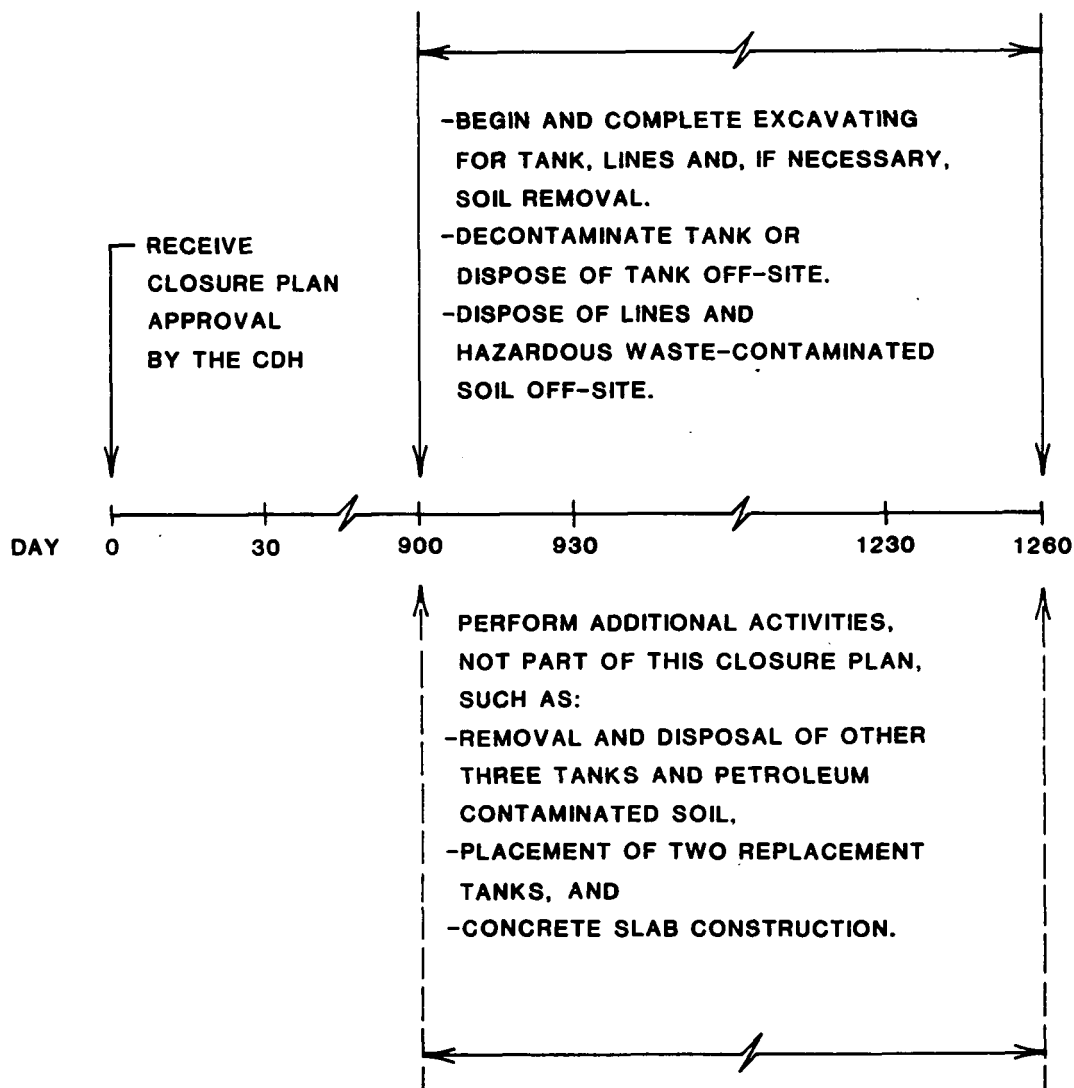 -BEGIN AND COMPLETE EXCAVATING
FOR TANK, LINES AND, IF NECESSARY,
SOIL REMOVAL.
-DECONTAMINATE TANK OR
DISPOSE OF TANK OFF-SITE.
-DISPOSE OF LINES AND
HAZARDOUS WASTE-CONTAMINATED
SOIL OFF-SITE.
RECEIVE
CLOSURE PLAN
APPROVAL
BY THE CDH
DAY 0 30 900 930 1230 1260
PERFORM ADDITIONAL ACTIVITIES,
NOT PART OF THIS CLOSURE PLAN,
SUCH AS:
-REMOVAL AND DISPOSAL OF OTHER
THREE TANKS AND PETROLEUM
CONTAMINATED SOIL,
-PLACEMENT OF TWO REPLACEMENT
TANKS, AND
-CONCRETE SLAB CONSTRUCTION.